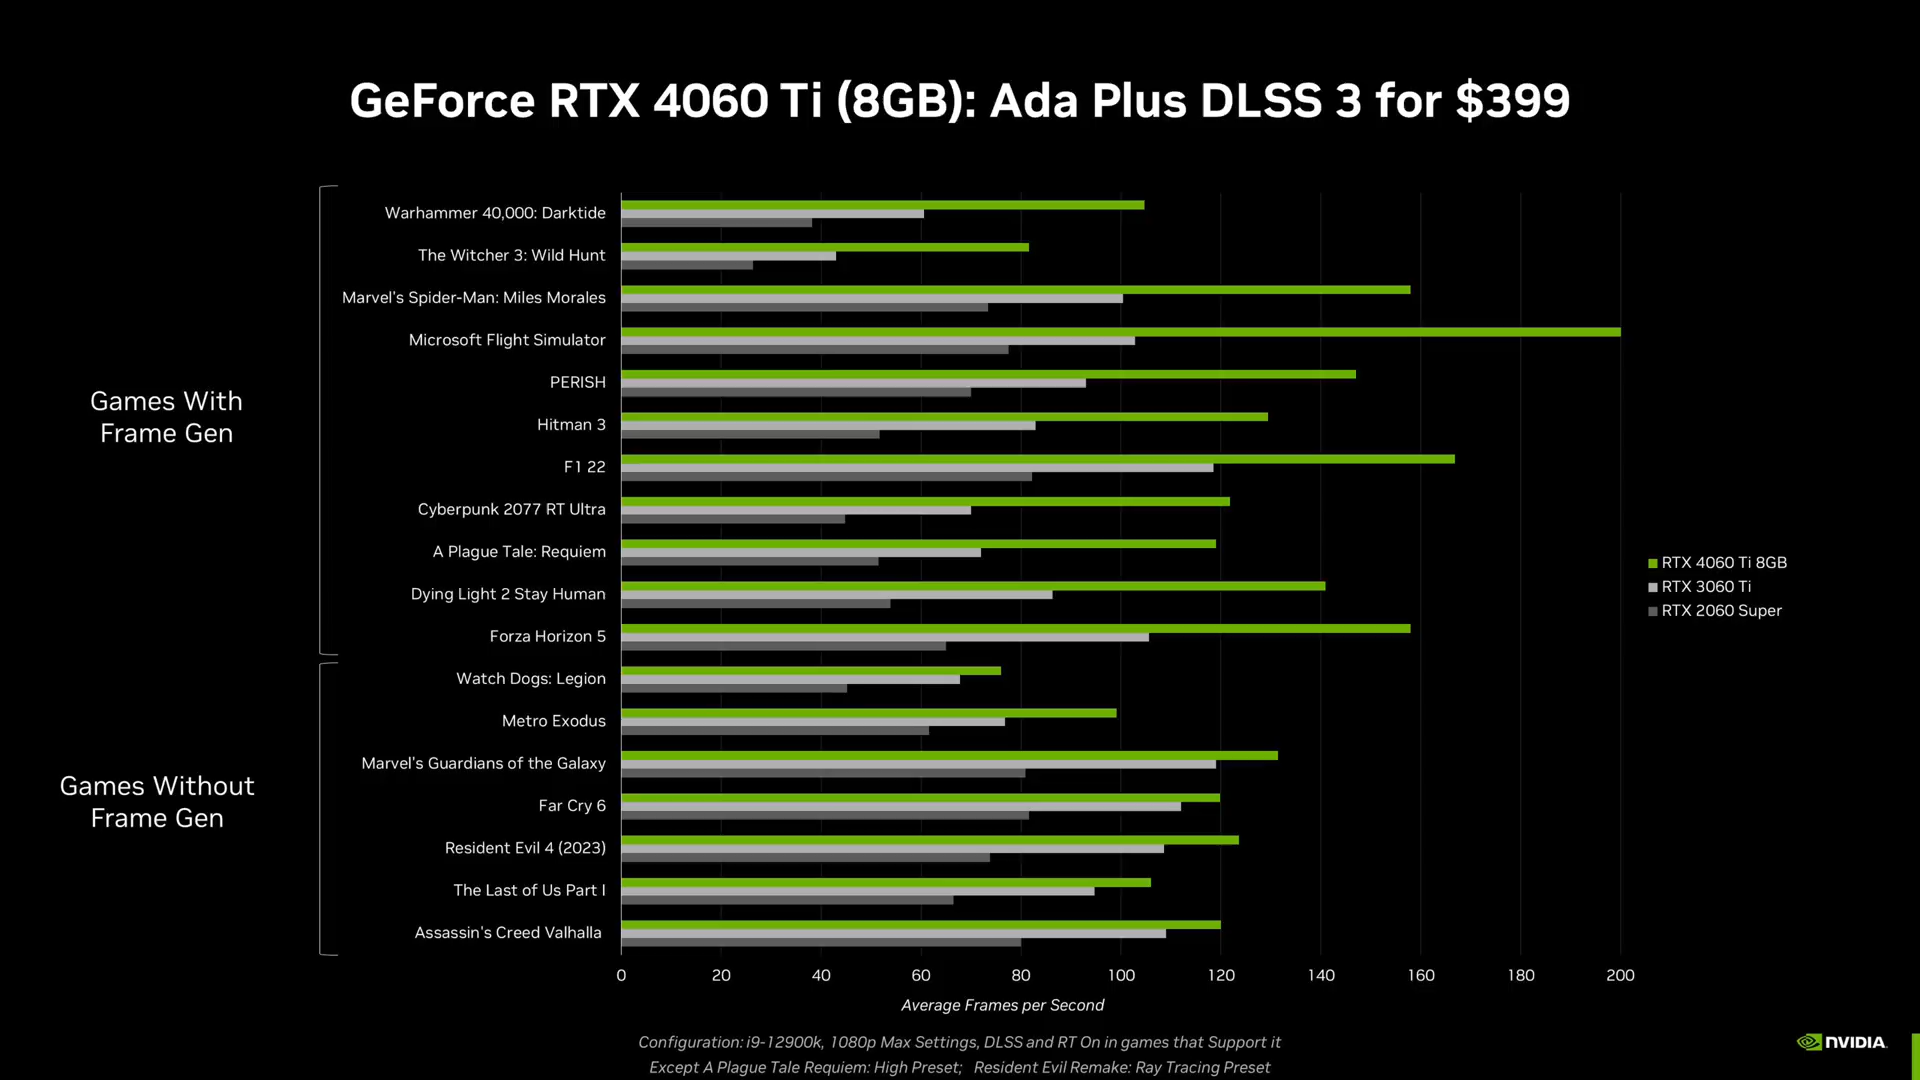 GeForce RTX 4060 Ti (8GB): Ada Plus DLSS 3 for $399
Games With
Frame Gen
Warhammer 40,000: Darktide
The Witcher 3: Wild Hunt
Marvel's Spider-Man: Miles Morales
Microsoft Flight Simulator
PERISH
Hitman 3
F1 22
Cyberpunk 2077 RT Ultra
A Plague Tale: Requiem
Dying Light 2 Stay Human
Forza Horizon 5
Games Without
Frame Gen
Watch Dogs: Legion
Metro Exodus
Marvel's Guardians of the Galaxy
Far Cry 6
Resident Evil 4 (2023)
The Last of Us Part I
Assassin's Creed Valhalla
0 20 40 60 80 100 120 140 160 180 200
Average Frames per Second
RTX 4060 Ti 8GB
RTX 3060 Ti
RTX 2060 Super
Configuration: i9-12900k, 1080p Max Settings, DLSS and RT On in games that Support it
Except A Plague Tale Requiem: High Preset; Resident Evil Remake: Ray Tracing Preset
NVIDIA.